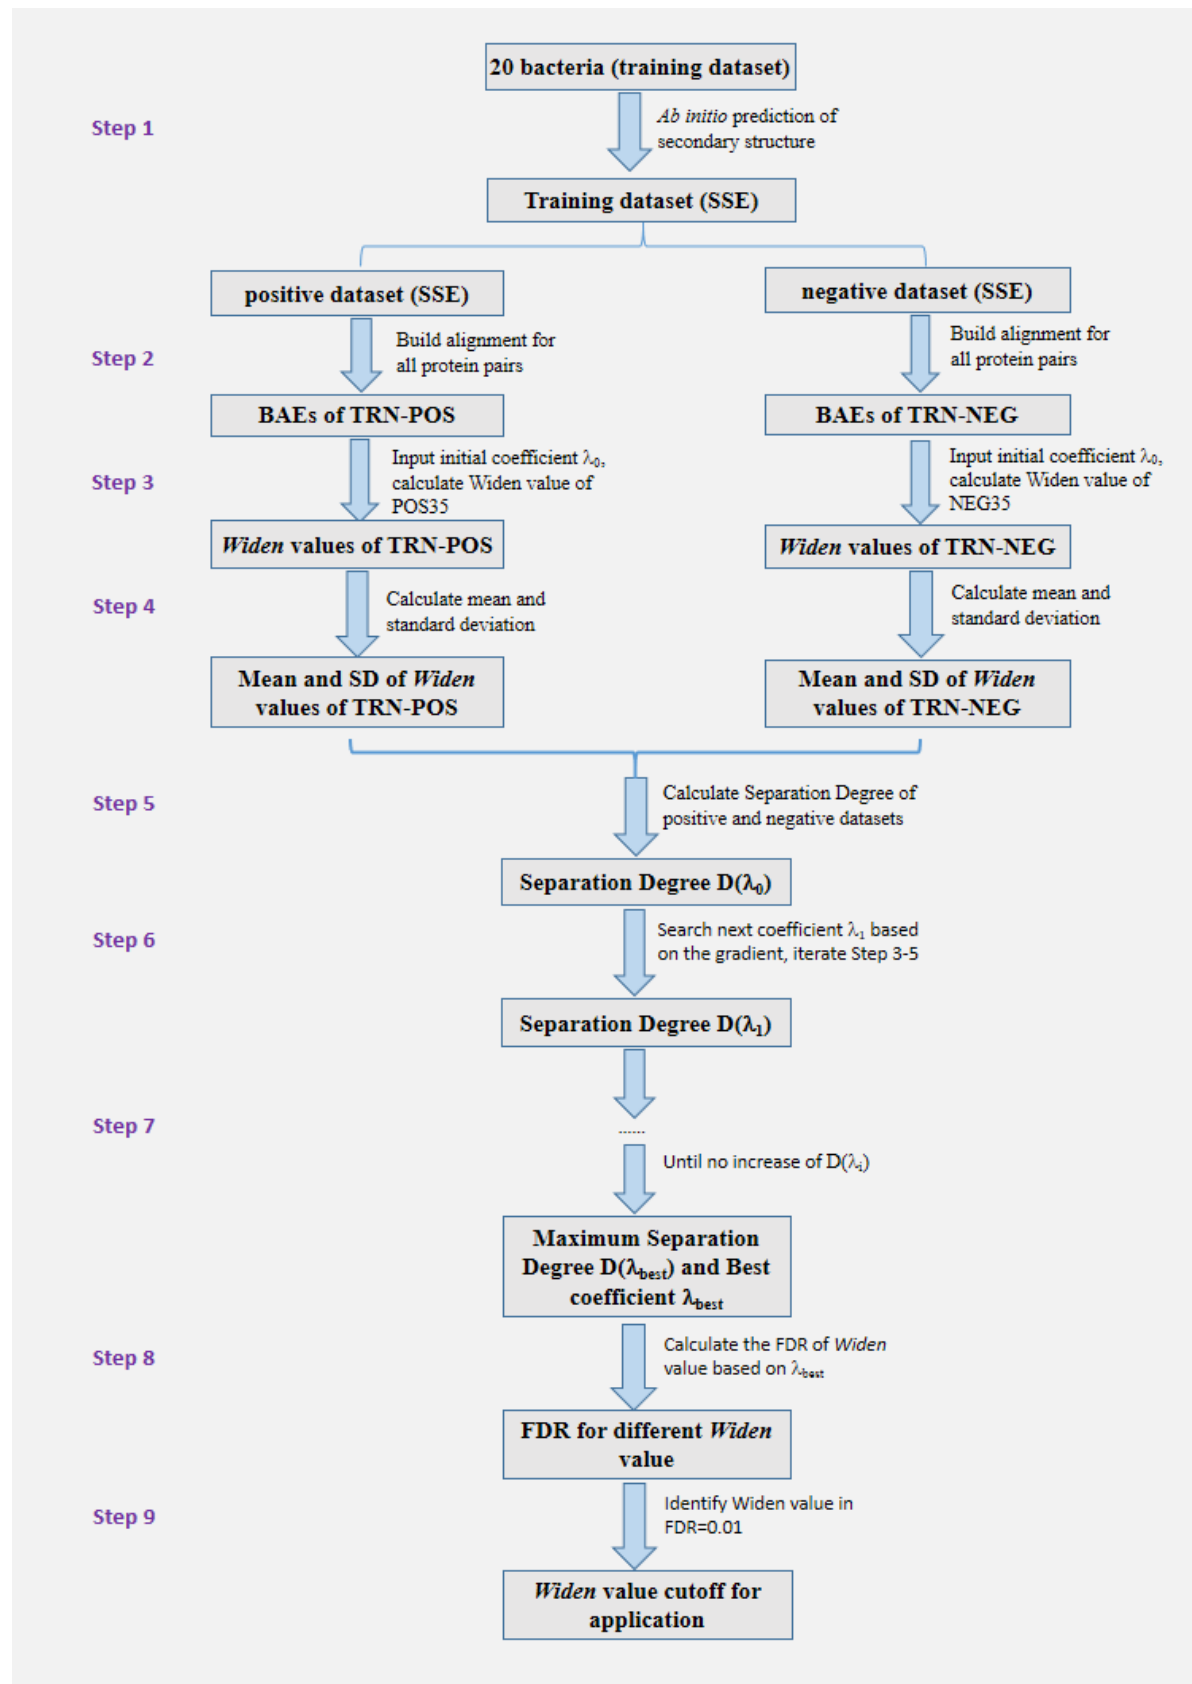 20 bacteria (training dataset)
Step 1
Ab initio prediction of
secondary structure
Training dataset (SSE)
positive dataset (SSE)
negative dataset (SSE)
Step 2
Build alignment for
all protein pairs
Build alignment for
all protein pairs
BAEs of TRN-POS
BAEs of TRN-NEG
Step 3
Input initial coefficient λ₀,
calculate Widen value of
POS35
Input initial coefficient λ₀,
calculate Widen value of
NEG35
Widen values of TRN-POS
Widen values of TRN-NEG
Step 4
Calculate mean and
standard deviation
Calculate mean and
standard deviation
Mean and SD of Widen
values of TRN-POS
Mean and SD of Widen
values of TRN-NEG
Step 5
Calculate Separation Degree of
positive and negative datasets
Separation Degree D(λ₀)
Step 6
Search next coefficient λ₁ based
on the gradient, iterate Step 3-5
Separation Degree D(λ₁)
Step 7
......
Until no increase of D(λᵢ)
Maximum Separation
Degree D(λbest) and Best
coefficient λbest
Step 8
Calculate the FDR of Widen
value based on λbest
FDR for different Widen
value
Step 9
Identify Widen value in
FDR=0.01
Widen value cutoff for
application